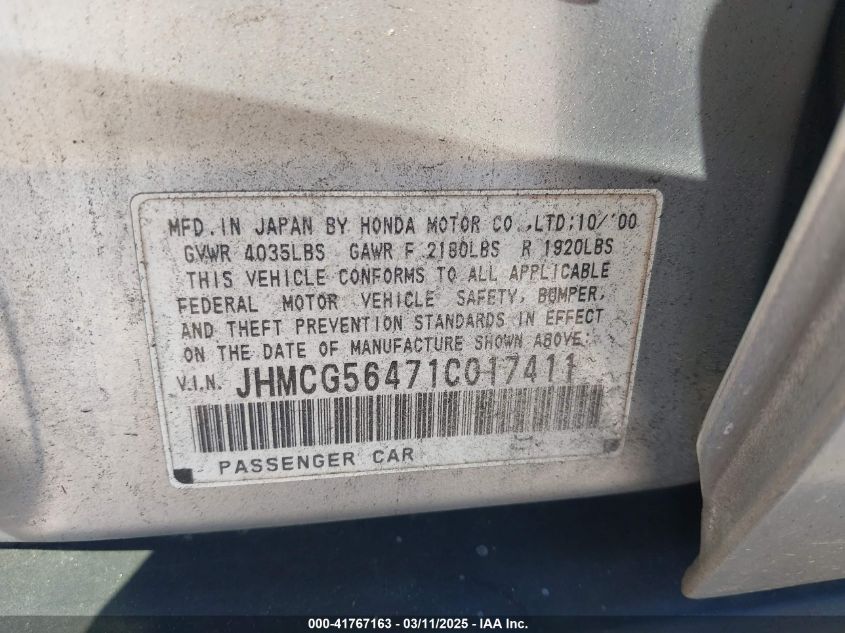 MFD. IN JAPAN BY HONDA MOTOR CO.,LTD;10/'00
GVWR 4035LBS GAWR F 2180LBS R 1920LBS
THIS VEHICLE CONFORMS TO ALL APPLICABLE
FEDERAL MOTOR VEHICLE SAFETY, BUMPER,
AND THEFT PREVENTION STANDARDS IN EFFECT
ON THE DATE OF MANUFACTURE SHOWN ABOVE.
V.I.N. JHMCG56471C017411
PASSENGER CAR
000-41767163 - 03/11/2025 - IAA Inc.